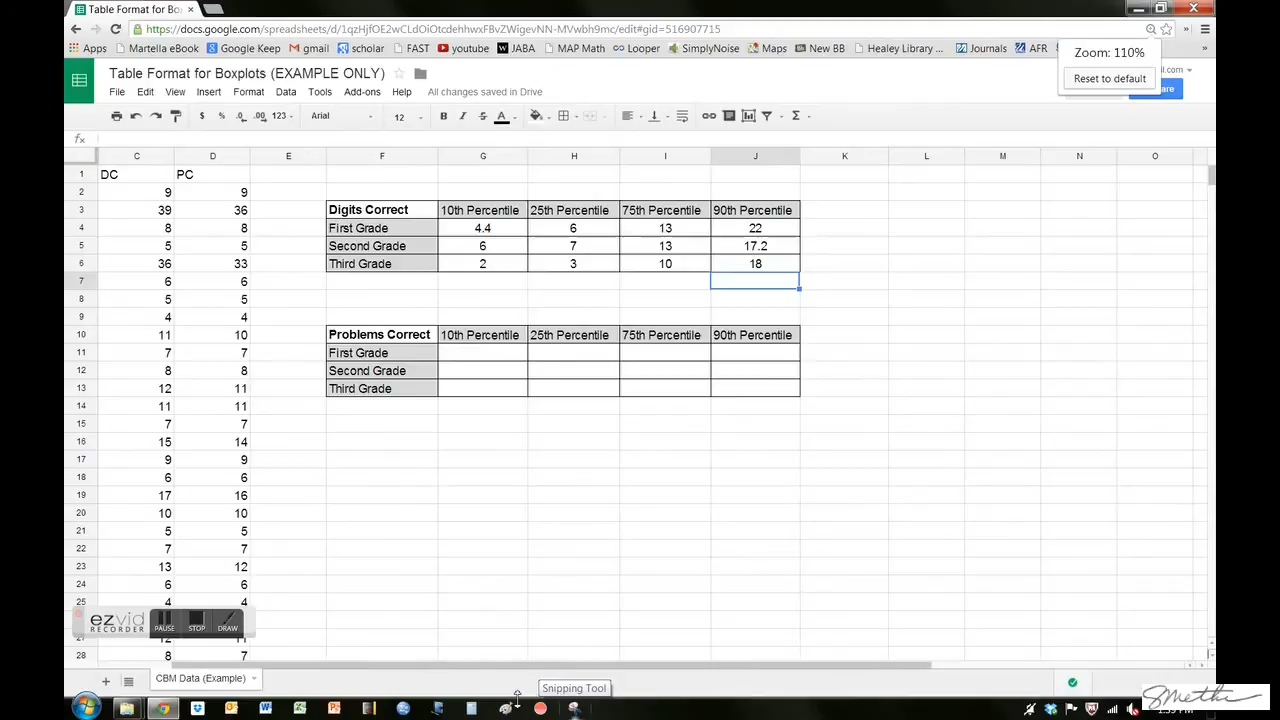 Table Format for Bo
https://docs.google.com/spreadsheets/d/1qzHjfOE2wCLdOiOtcdehhyixFBvZMigevNN-MVwbh9mc/edit#gid=516907715
Apps Martella eBook Google Keep gmail scholar FAST youtube JABA MAP Math Looper SimplyNoise Maps New BB Healey Library ... Journals AFR
Zoom: 110%
Reset to default
Table Format for Boxplots (EXAMPLE ONLY)
File Edit View Insert Format Data Tools Add-ons Help All changes saved in Drive
$ % .0 .00 123 Arial 12 B I S A Σ
fx
C D E F G H I J K L M N O
1 DC PC
2 9 9
3 39 36 Digits Correct 10th Percentile 25th Percentile 75th Percentile 90th Percentile
4 8 8 First Grade 4.4 6 13 22
5 5 5 Second Grade 6 7 13 17.2
6 36 33 Third Grade 2 3 10 18
7 6 6
8 5 5
9 4 4
10 11 10 Problems Correct 10th Percentile 25th Percentile 75th Percentile 90th Percentile
11 7 7 First Grade
12 8 8 Second Grade
13 12 11 Third Grade
14 11 11
15 7 7
16 15 14
17 9 9
18 6 6
19 17 16
20 10 10
21 5 5
22 7 7
23 13 12
24 6 6
25 4 4
ezvid
RECORDER
PAUSE STOP DRAW
28 8 7
CBM Data (Example)
Snipping Tool